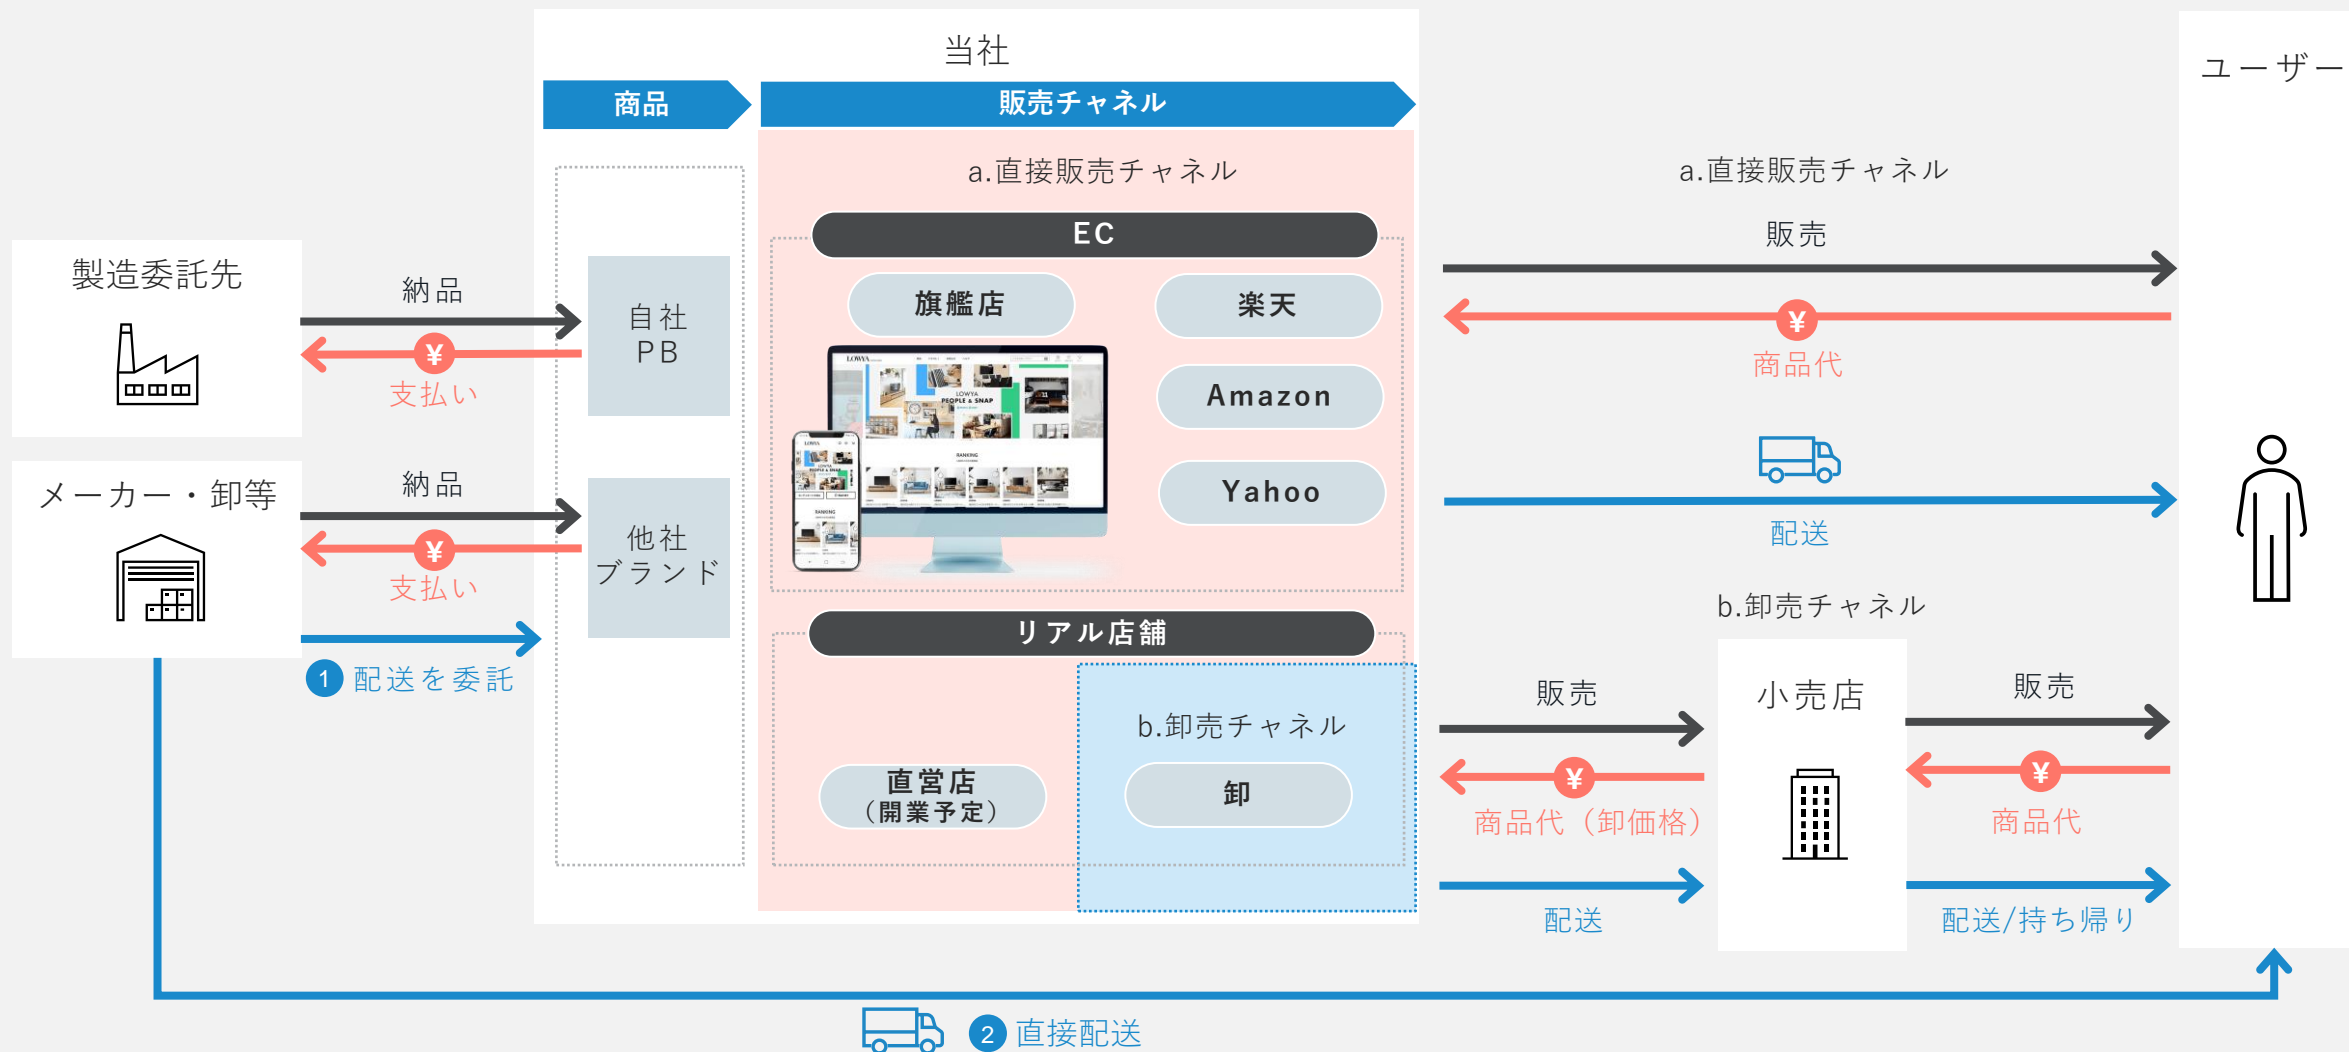 当社
ユーザー
商品
販売チャネル
a.直接販売チャネル
a.直接販売チャネル
EC
販売
製造委託先
納品
旗艦店
楽天
自社
PB
¥
¥
商品代
支払い
LOWYA
LOWYA
PEOPLE & SNAP
Amazon
メーカー・卸等
納品
RANKING
Yahoo
他社
ブランド
¥
支払い
LOWYA
RANKING
配送
b.卸売チャネル
リアル店舗
1 配送を委託
販売
小売店
販売
b.卸売チャネル
直営店
（開業予定）
卸
¥
¥
商品代（卸価格）
商品代
配送
配送/持ち帰り
2 直接配送